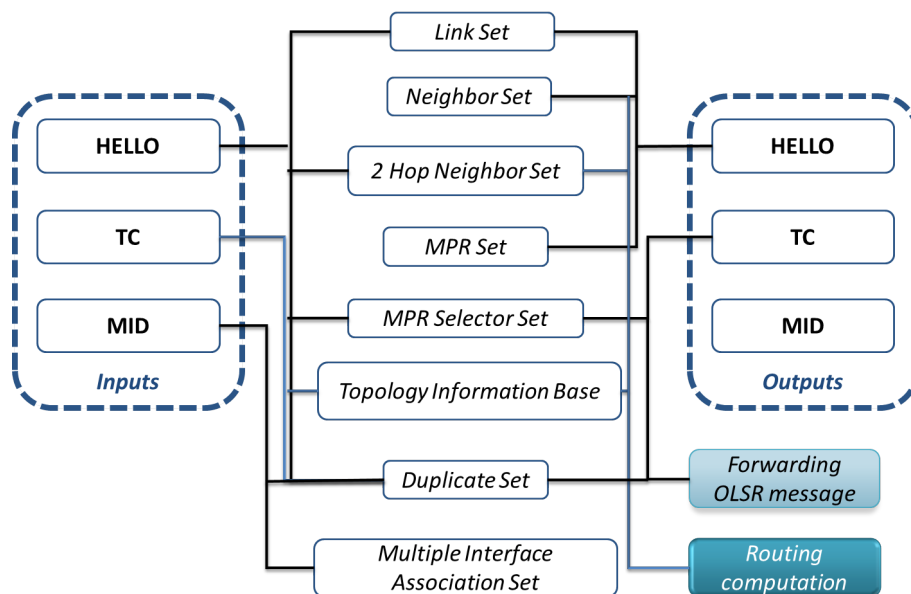 Link Set
Neighbor Set
HELLO
2 Hop Neighbor Set
HELLO
TC
MPR Set
TC
MID
MPR Selector Set
MID
Inputs
Topology Information Base
Outputs
Duplicate Set
Forwarding
OLSR message
Multiple Interface
Association Set
Routing
computation